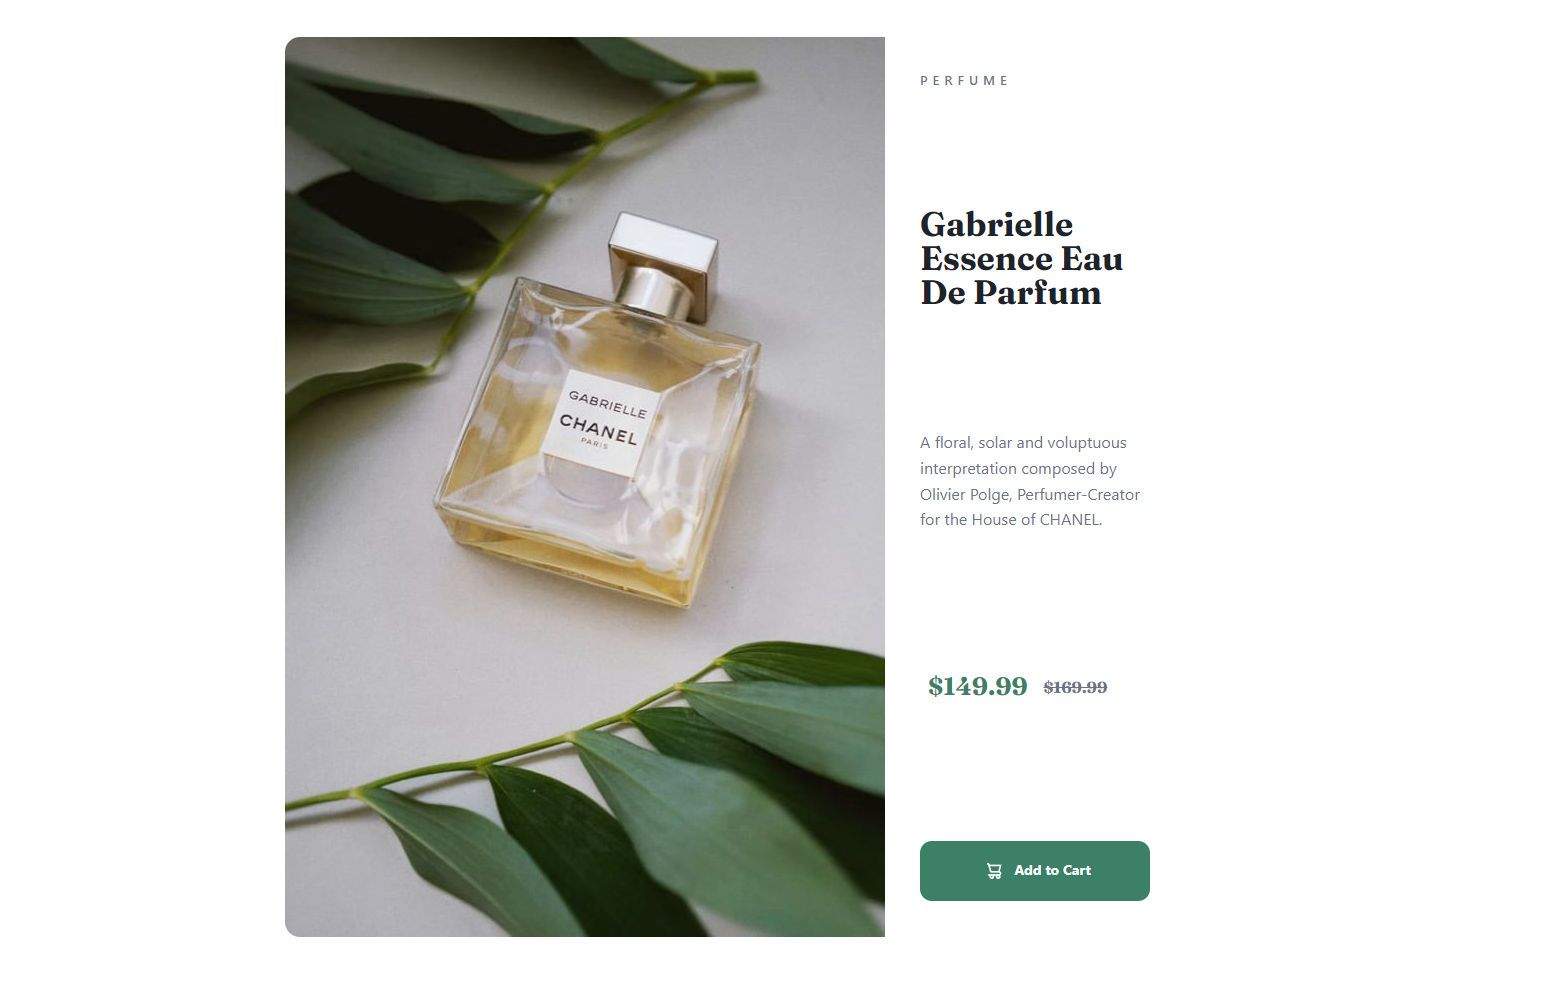 PERFUME
Gabrielle
Essence Eau
De Parfum
A floral, solar and voluptuous
interpretation composed by
Olivier Polge, Perfumer-Creator
for the House of CHANEL.
$149.99 $169.99
Add to Cart
GABRIELLE
CHANEL
PARIS